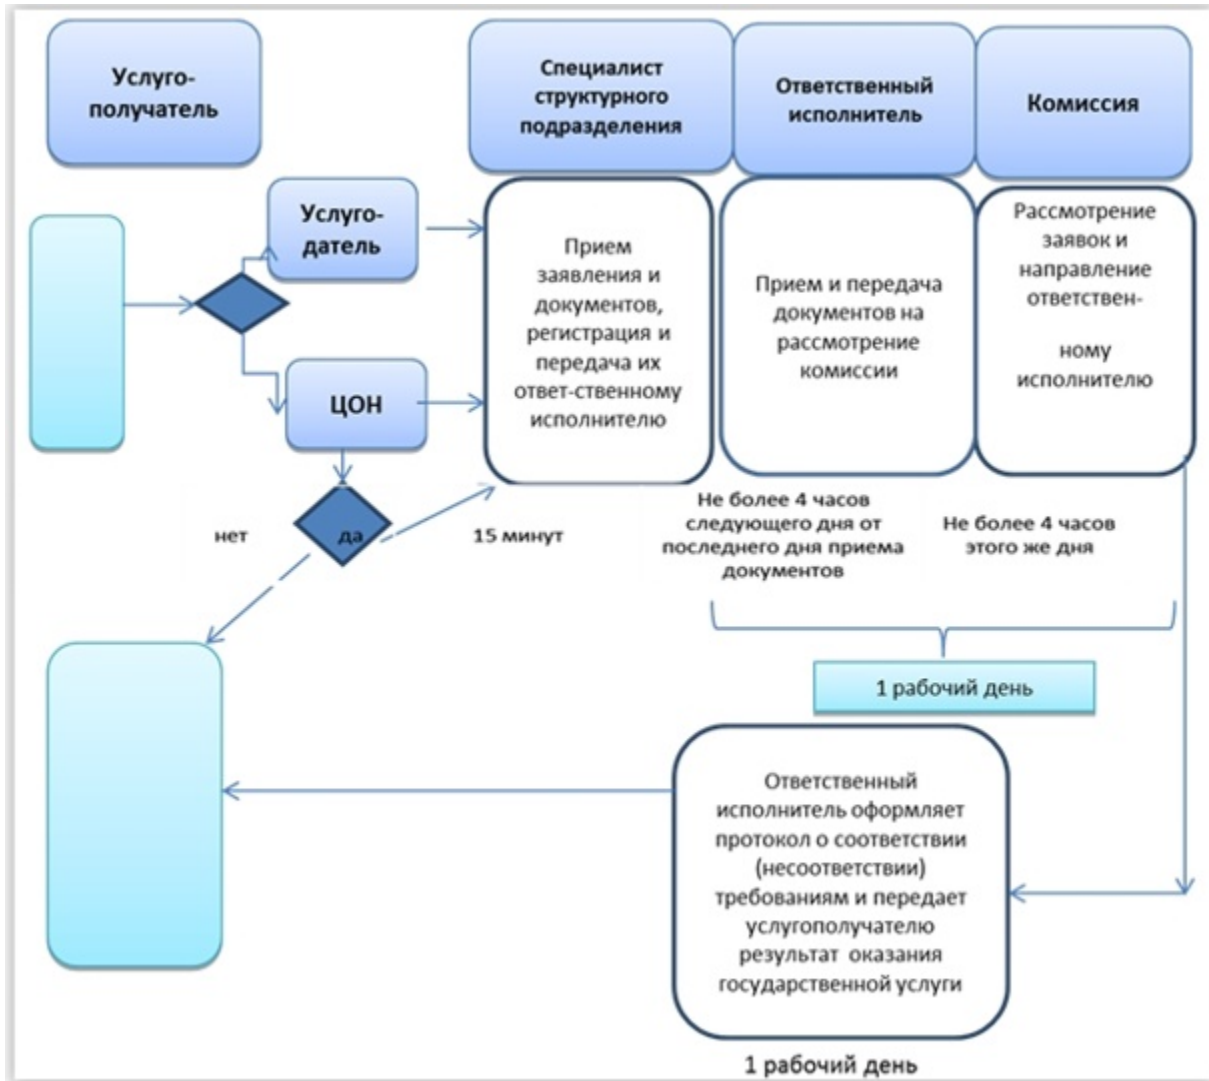 Услуго-
получатель
Специалист
структурного
подразделения
Ответственный
исполнитель
Комиссия
Услуго-
датель
ЦОН
Прием
заявления и
документов,
регистрация и
передача их
ответ-ственному
исполнителю
Прием и передача
документов на
рассмотрение
комиссии
Рассмотрение
заявок и
направление
ответствен-
ному
исполнителю
нет
да
15 минут
Не более 4 часов
следующего дня от
последнего дня приема
документов
Не более 4 часов
этого же дня
1 рабочий день
Ответственный
исполнитель оформляет
протокол о соответствии
(несоответствии)
требованиям и передает
услугополучателю
результат оказания
государственной услуги
1 рабочий день